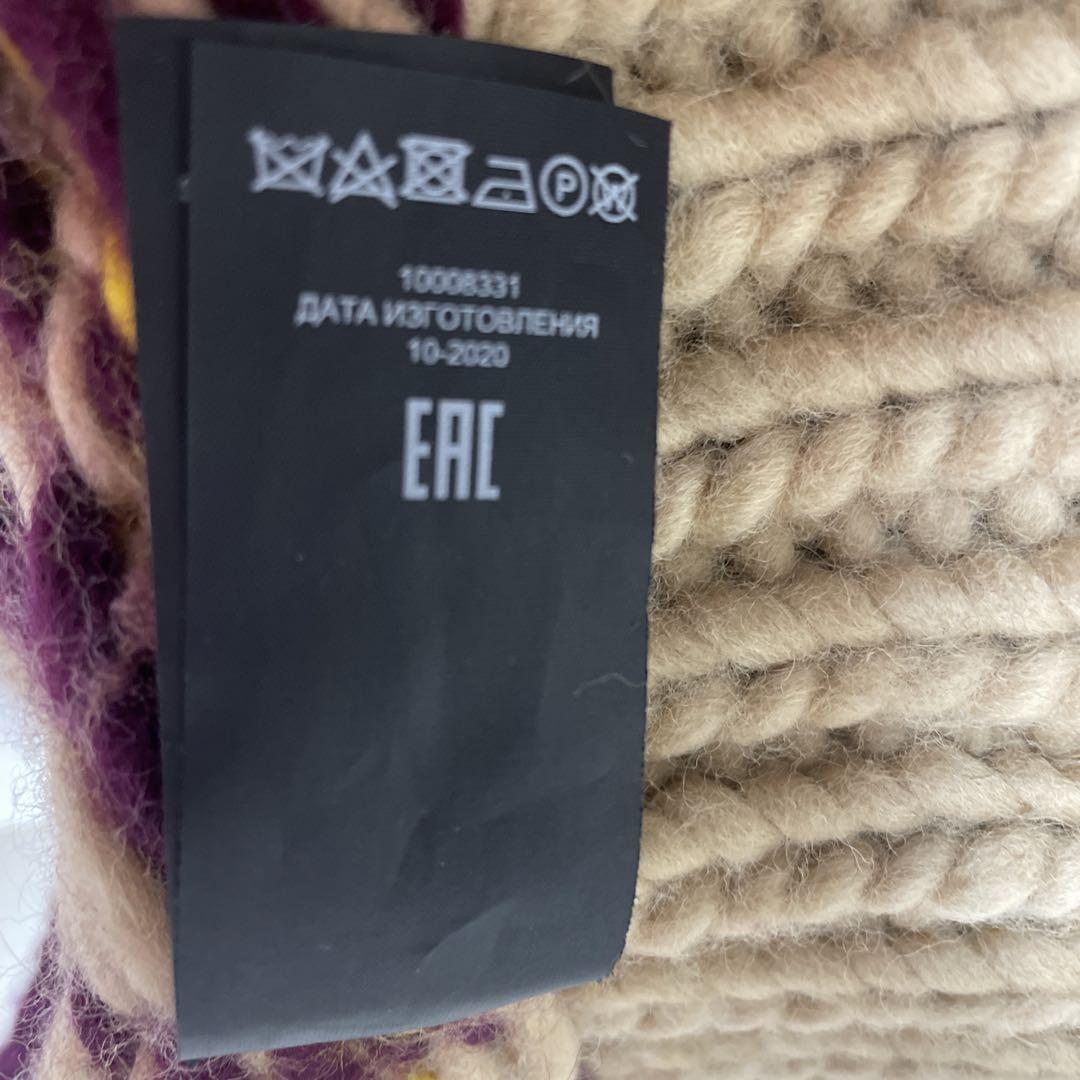 P
10008331
ДАТА ИЗГОТОВЛЕНИЯ
10-2020
EAC